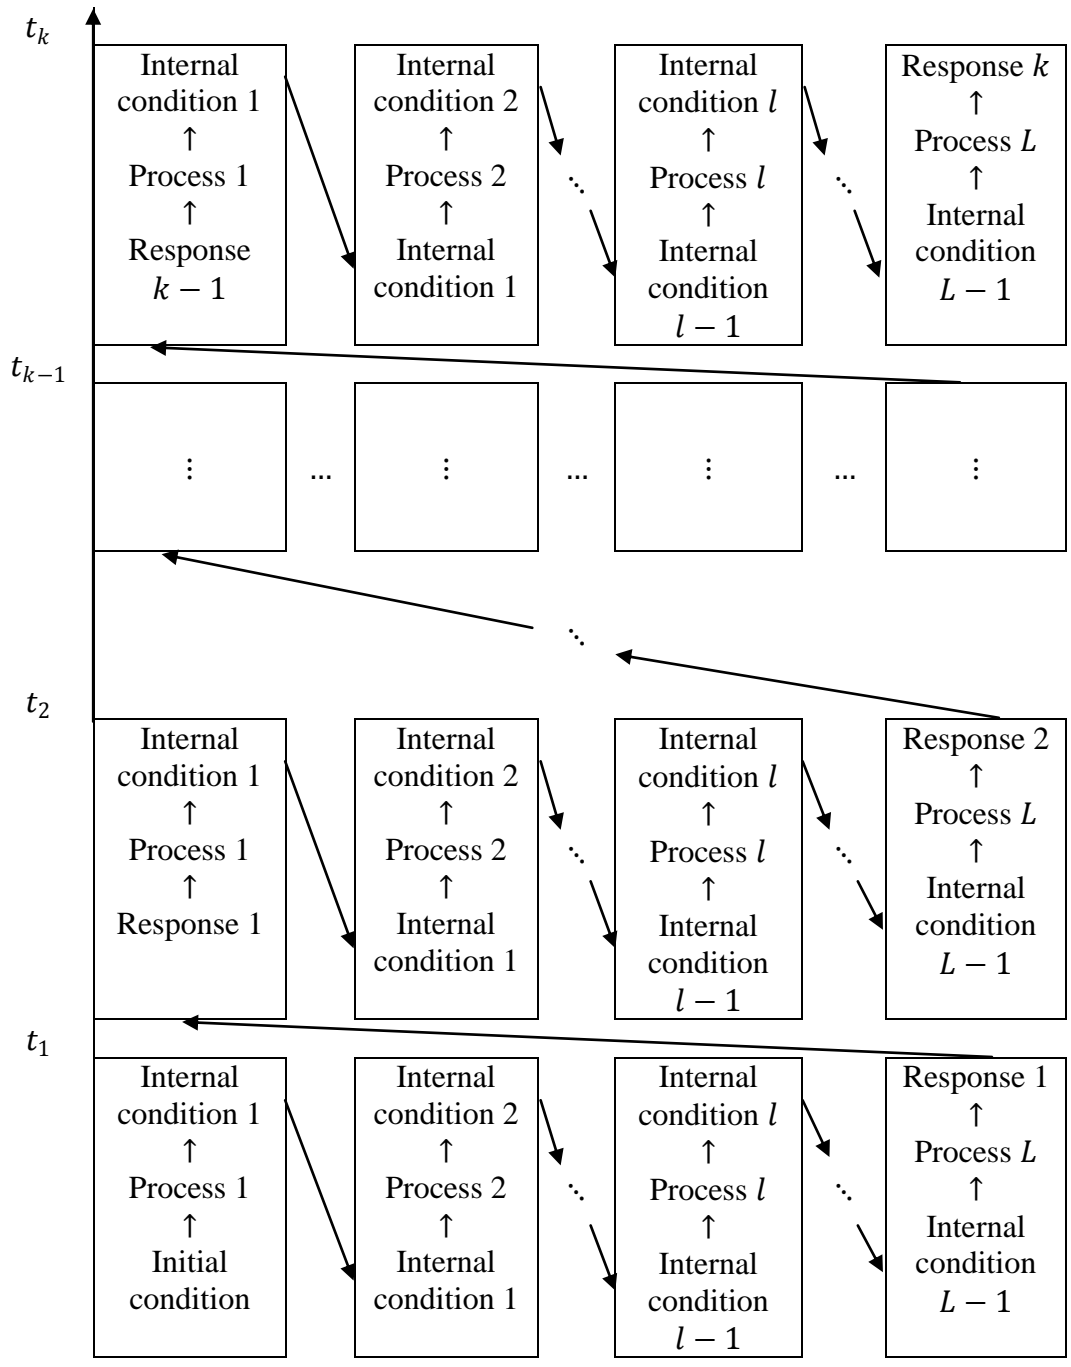 t_k
Internal
condition 1
↑
Process 1
↑
Response
k − 1
Internal
condition 2
↑
Process 2
↑
Internal
condition 1
⋱
Internal
condition l
↑
Process l
↑
Internal
condition
l − 1
⋱
Response k
↑
Process L
↑
Internal
condition
L − 1
t_{k−1}
⋮
...
⋮
...
⋮
...
⋮
⋱
t_2
Internal
condition 1
↑
Process 1
↑
Response 1
Internal
condition 2
↑
Process 2
↑
Internal
condition 1
⋱
Internal
condition l
↑
Process l
↑
Internal
condition
l − 1
⋱
Response 2
↑
Process L
↑
Internal
condition
L − 1
t_1
Internal
condition 1
↑
Process 1
↑
Initial
condition
Internal
condition 2
↑
Process 2
↑
Internal
condition 1
⋱
Internal
condition l
↑
Process l
↑
Internal
condition
l − 1
⋱
Response 1
↑
Process L
↑
Internal
condition
L − 1